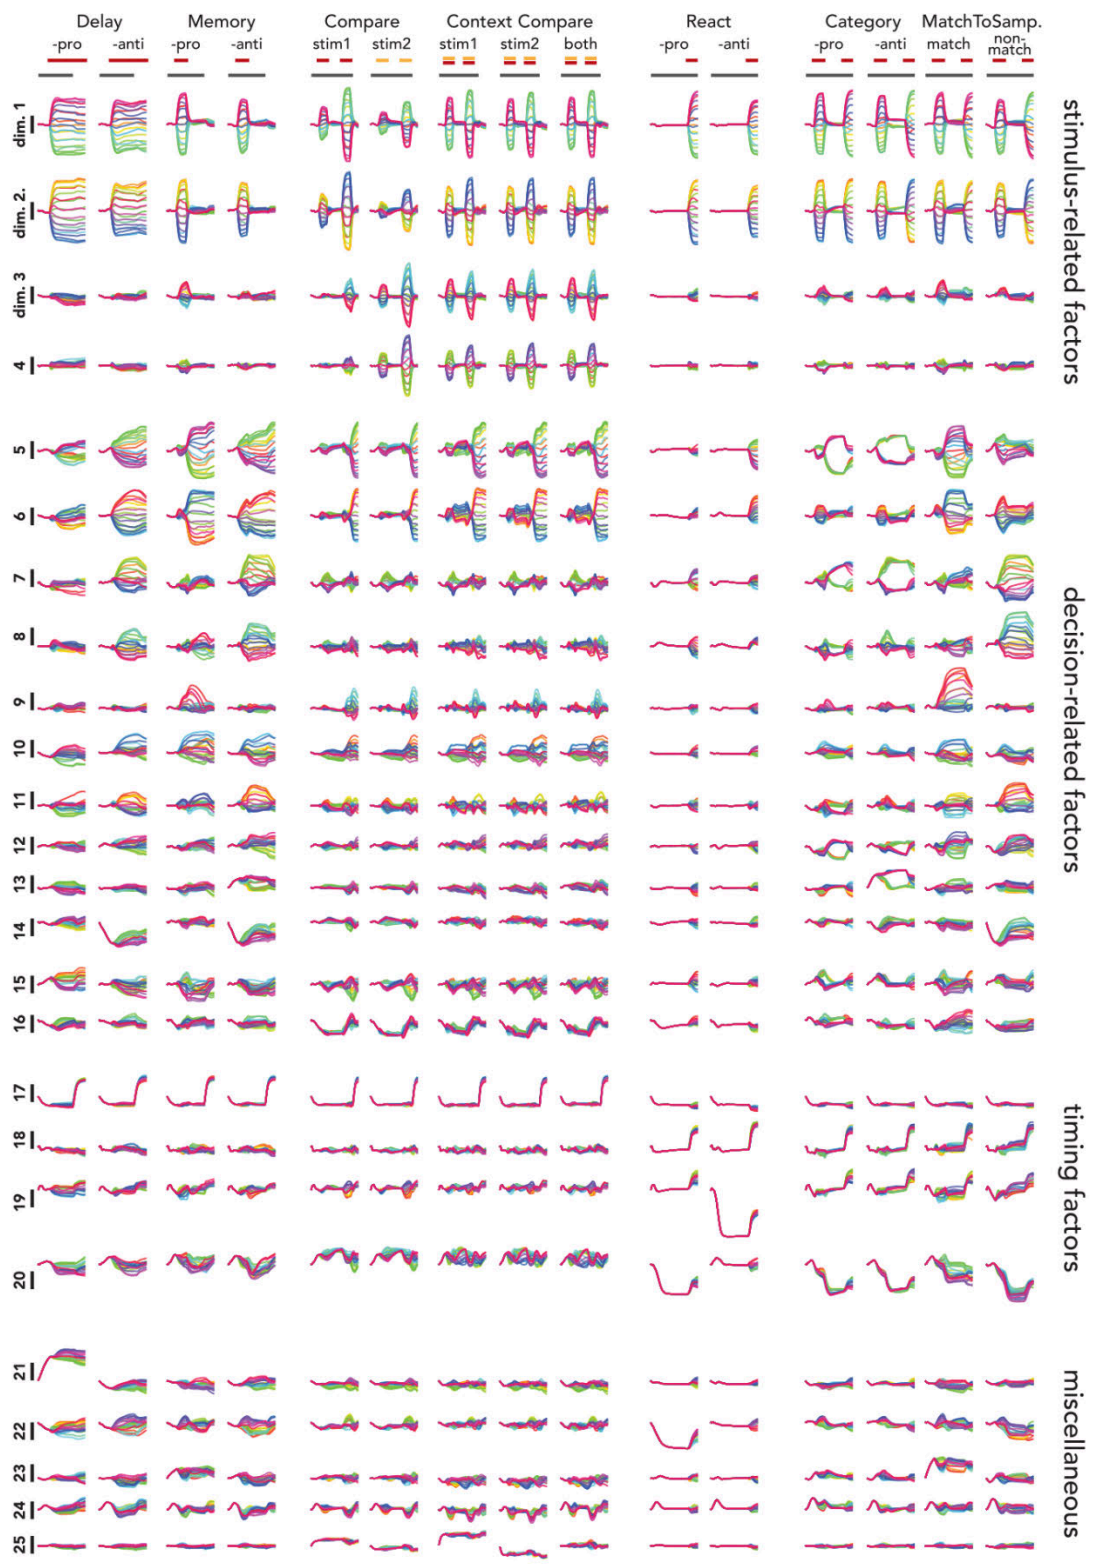 Delay Memory Compare Context Compare React Category MatchToSamp.
-pro -anti -pro -anti stim1 stim2 stim1 stim2 both -pro -anti -pro -anti match non-match
dim. 1
dim. 2.
dim. 3
4
5
6
7
8
9
10
11
12
13
14
15
16
17
18
19
20
21
22
23
24
25
stimulus-related factors
decision-related factors
timing factors
miscellaneous